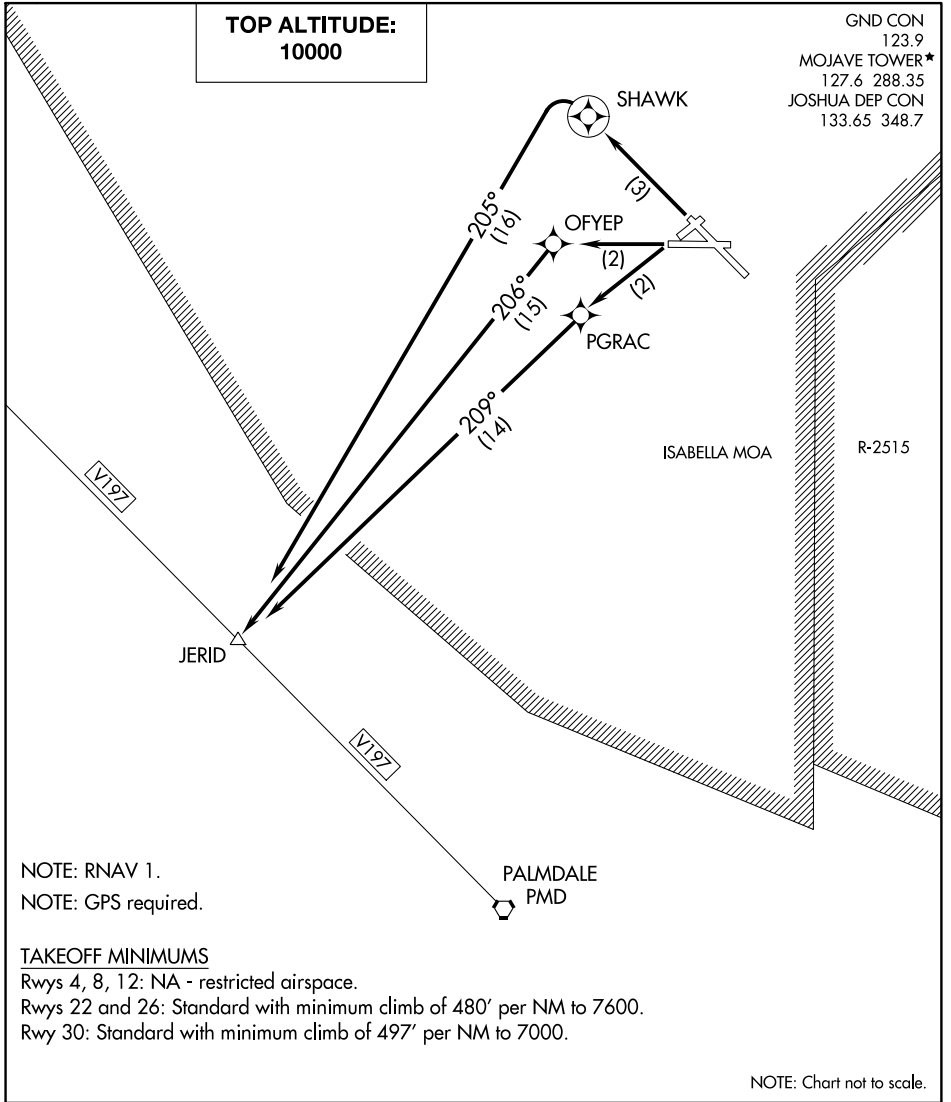 TOP ALTITUDE:
10000
GND CON
123.9
MOJAVE TOWER★
127.6 288.35
JOSHUA DEP CON
133.65 348.7
SHAWK
(3)
205°
(16)
OFYEP
(2)
206°
(15)
(2)
PGRAC
209°
(14)
ISABELLA MOA
R-2515
V197
JERID
V197
PALMDALE
PMD
NOTE: RNAV 1.
NOTE: GPS required.
TAKEOFF MINIMUMS
Rwys 4, 8, 12: NA - restricted airspace.
Rwys 22 and 26: Standard with minimum climb of 480' per NM to 7600.
Rwy 30: Standard with minimum climb of 497' per NM to 7000.
NOTE: Chart not to scale.